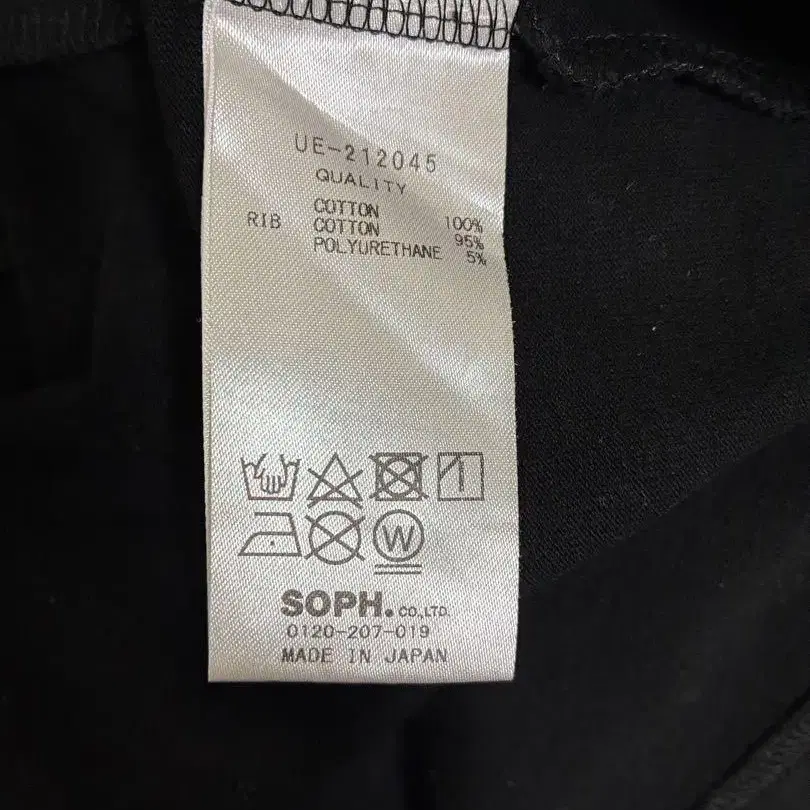 UE-212045
QUALITY
COTTON 100%
RIB COTTON 95%
POLYURETHANE 5%
W
SOPH. CO.,LTD.
0120-207-019
MADE IN JAPAN